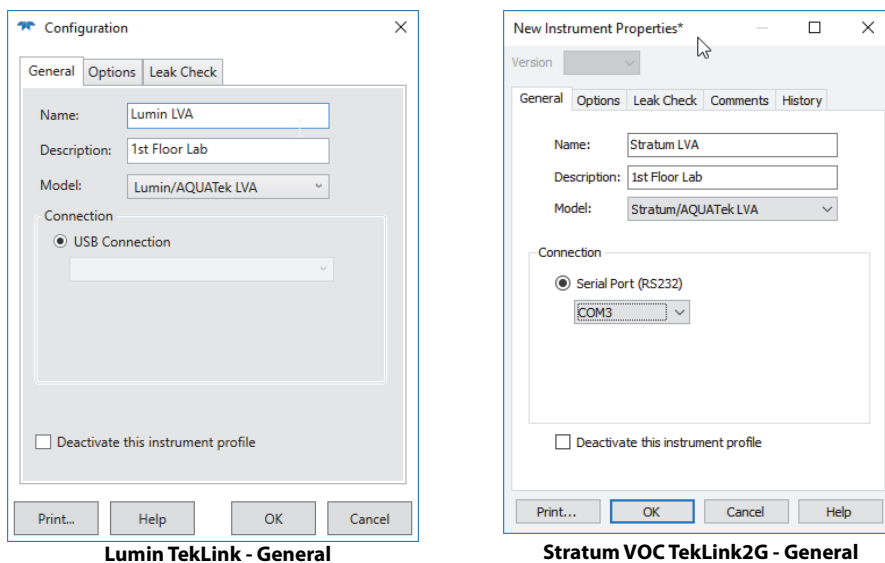 Configuration
General Options Leak Check
Name: Lumin LVA
Description: 1st Floor Lab
Model: Lumin/AQUATek LVA
Connection
USB Connection
Deactivate this instrument profile
Print... Help OK Cancel
Lumin TekLink - General
New Instrument Properties*
Version
General Options Leak Check Comments History
Name: Stratum LVA
Description: 1st Floor Lab
Model: Stratum/AQUATek LVA
Connection
Serial Port (RS232)
COM3
Deactivate this instrument profile
Print... OK Cancel Help
Stratum VOC TekLink2G - General